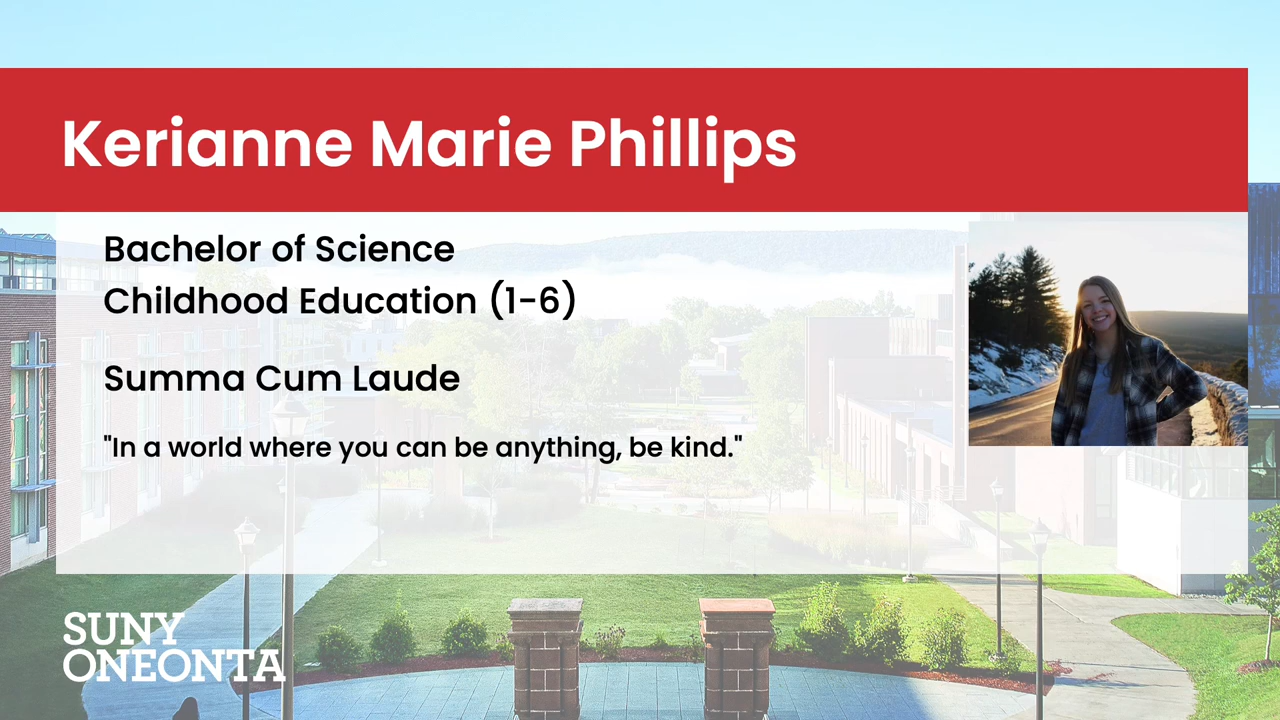 Kerianne Marie Phillips
Bachelor of Science
Childhood Education (1-6)
Summa Cum Laude
"In a world where you can be anything, be kind."
SUNY
ONEONTA